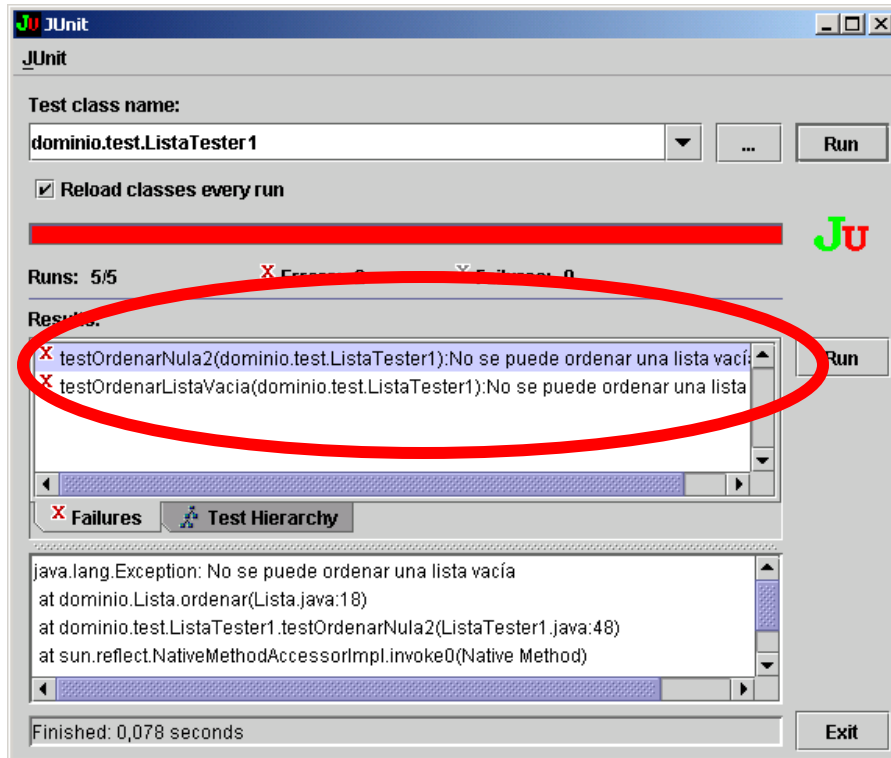 JU JUnit
JUnit
Test class name:
dominio.test.ListaTester1
...
Run
Reload classes every run
JU
Runs: 5/5
Results:
X testOrdenarNula2(dominio.test.ListaTester1):No se puede ordenar una lista vacía
Run
X testOrdenarListaVacia(dominio.test.ListaTester1):No se puede ordenar una lista
X Failures
Test Hierarchy
java.lang.Exception: No se puede ordenar una lista vacía
at dominio.Lista.ordenar(Lista.java:18)
at dominio.test.ListaTester1.testOrdenarNula2(ListaTester1.java:48)
at sun.reflect.NativeMethodAccessorImpl.invoke0(Native Method)
Finished: 0,078 seconds
Exit